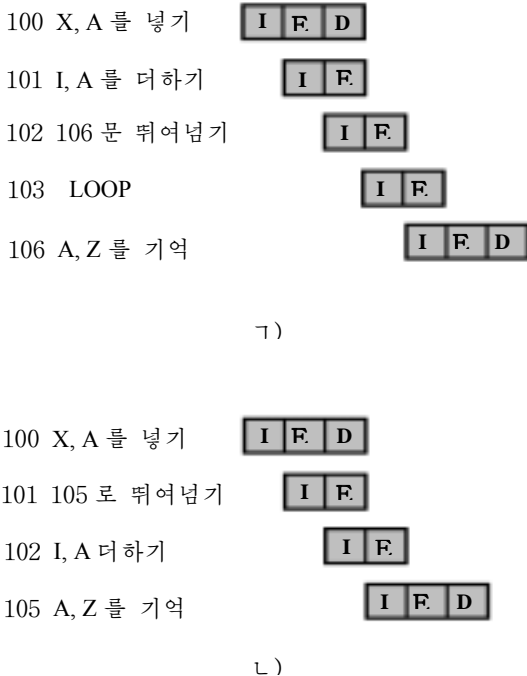 100 X, A 를 넣기 I E D
101 I, A 를 더하기 I E
102 106 문 뛰여넘기 I E
103 LOOP I E
106 A, Z 를 기억 I E D
ㄱ)
100 X, A 를 넣기 I E D
101 105 로 뛰여넘기 I E
102 I, A 더하기 I E
105 A, Z 를 기억 I E D
ㄴ)